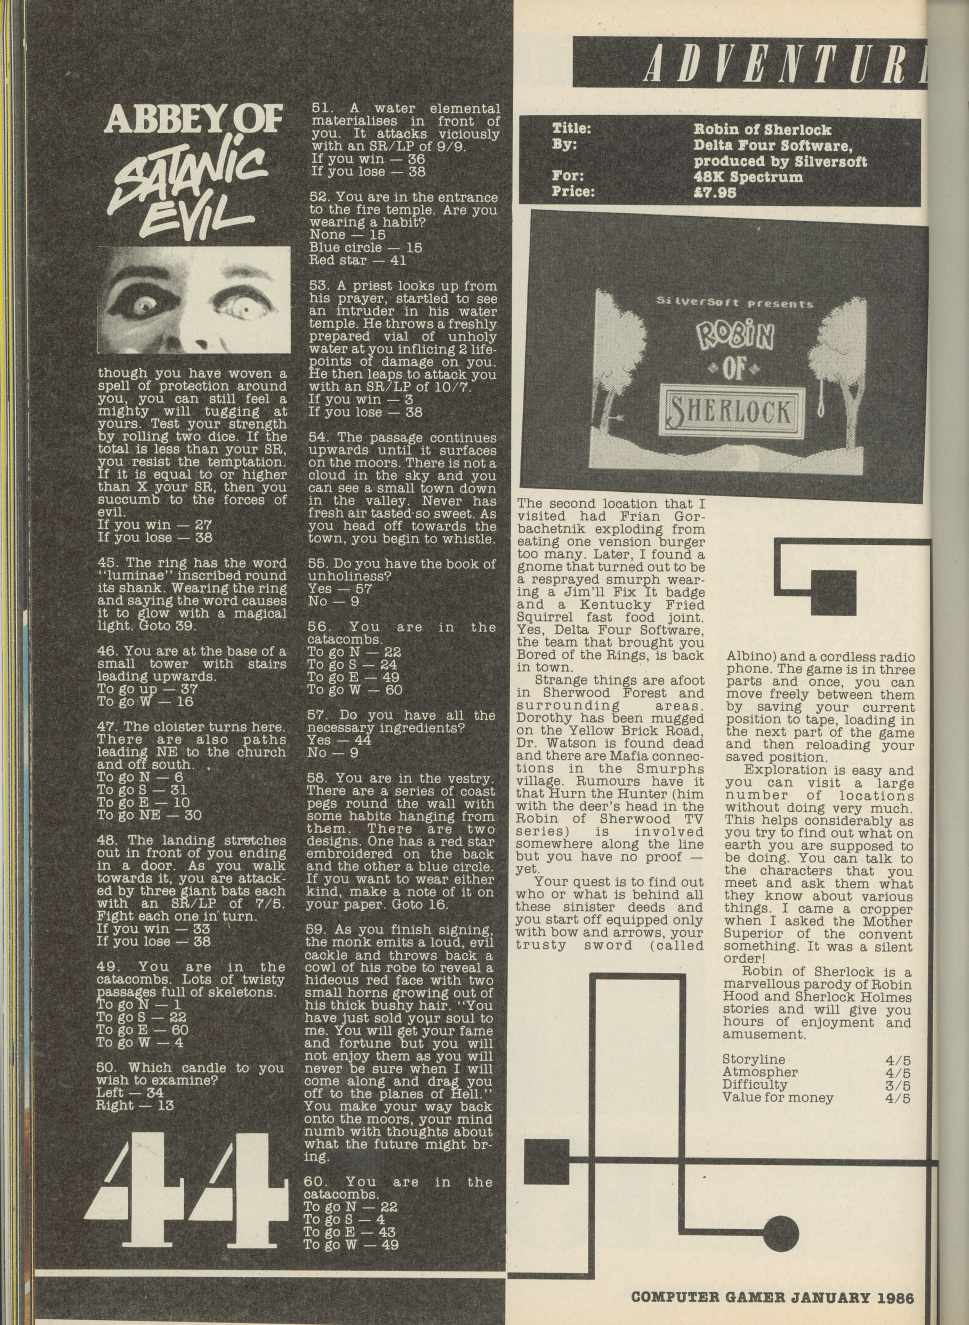 ABBEY OF
SATANIC
EVIL
though you have woven a
spell of protection around
you, you can still feel a
mighty will tugging at
yours. Test your strength
by rolling two dice. If the
total is less than your SR,
you resist the temptation.
If it is equal to or higher
than X your SR, then you
succumb to the forces of
evil.
If you win — 27
If you lose — 38
45. The ring has the word
"luminae" inscribed round
its shank. Wearing the ring
and saying the word causes
it to glow with a magical
light. Goto 39.
46. You are at the base of a
small tower with stairs
leading upwards.
To go up — 37
To go W — 16
47. The cloister turns here.
There are also paths
leading NE to the church
and off south.
To go N — 6
To go S — 31
To go E — 10
To go NE — 30
48. The landing stretches
out in front of you ending
in a door. As you walk
towards it, you are attack-
ed by three giant bats each
with an SR/LP of 7/5.
Fight each one in turn.
If you win — 33
If you lose — 38
49. You are in the
catacombs. Lots of twisty
passages full of skeletons.
To go N — 1
To go S — 22
To go E — 60
To go W — 4
50. Which candle to you
wish to examine?
Left — 34
Right — 13
44
51. A water elemental
materialises in front of
you. It attacks viciously
with an SR/LP of 9/9.
If you win — 36
If you lose — 38
52. You are in the entrance
to the fire temple. Are you
wearing a habit?
None — 15
Blue circle — 15
Red star — 41
53. A priest looks up from
his prayer, startled to see
an intruder in his water
temple. He throws a freshly
prepared vial of unholy
water at you inflicing 2 life-
points of damage on you.
He then leaps to attack you
with an SR/LP of 10/7.
If you win — 3
If you lose — 38
54. The passage continues
upwards until it surfaces
on the moors. There is not a
cloud in the sky and you
can see a small town down
in the valley. Never has
fresh air tasted so sweet. As
you head off towards the
town, you begin to whistle.
55. Do you have the book of
unholiness?
Yes — 57
No — 9
56. You are in the
catacombs.
To go N — 22
To go S — 24
To go E — 49
To go W — 60
57. Do you have all the
necessary ingredients?
Yes — 44
No — 9
58. You are in the vestry.
There are a series of coast
pegs round the wall with
some habits hanging from
them. There are two
designs. One has a red star
embroidered on the back
and the other a blue circle.
If you want to wear either
kind, make a note of it on
your paper. Goto 16.
59. As you finish signing,
the monk emits a loud, evil
cackle and throws back a
cowl of his robe to reveal a
hideous red face with two
small horns growing out of
his thick bushy hair. "You
have just sold your soul to
me. You will get your fame
and fortune but you will
not enjoy them as you will
never be sure when I will
come along and drag you
off to the planes of Hell."
You make your way back
onto the moors, your mind
numb with thoughts about
what the future might br-
ing.
60. You are in the
catacombs.
To go N — 22
To go S — 4
To go E — 43
To go W — 49
ADVENTURE
Title: Robin of Sherlock
By: Delta Four Software,
produced by Silversoft
For: 48K Spectrum
Price: £7.95
SilverSoft presents
ROBIN
OF
SHERLOCK
The second location that I
visited had Frian Gor-
bachetnik exploding from
eating one vension burger
too many. Later, I found a
gnome that turned out to be
a resprayed smurph wear-
ing a Jim'll Fix It badge
and a Kentucky Fried
Squirrel fast food joint.
Yes, Delta Four Software,
the team that brought you
Bored of the Rings, is back
in town.
Strange things are afoot
in Sherwood Forest and
surrounding areas.
Dorothy has been mugged
on the Yellow Brick Road,
Dr. Watson is found dead
and there are Mafia connec-
tions in the Smurphs
village. Rumours have it
that Hurn the Hunter (him
with the deer's head in the
Robin of Sherwood TV
series) is involved
somewhere along the line
but you have no proof —
yet.
Your quest is to find out
who or what is behind all
these sinister deeds and
you start off equipped only
with bow and arrows, your
trusty sword (called
Albino) and a cordless radio
phone. The game is in three
parts and once, you can
move freely between them
by saving your current
position to tape, loading in
the next part of the game
and then reloading your
saved position.
Exploration is easy and
you can visit a large
number of locations
without doing very much.
This helps considerably as
you try to find out what on
earth you are supposed to
be doing. You can talk to
the characters that you
meet and ask them what
they know about various
things. I came a cropper
when I asked the Mother
Superior of the convent
something. It was a silent
order!
Robin of Sherlock is a
marvellous parody of Robin
Hood and Sherlock Holmes
stories and will give you
hours of enjoyment and
amusement.
Storyline 4/5
Atmospher 4/5
Difficulty 3/5
Value for money 4/5
COMPUTER GAMER JANUARY 1986